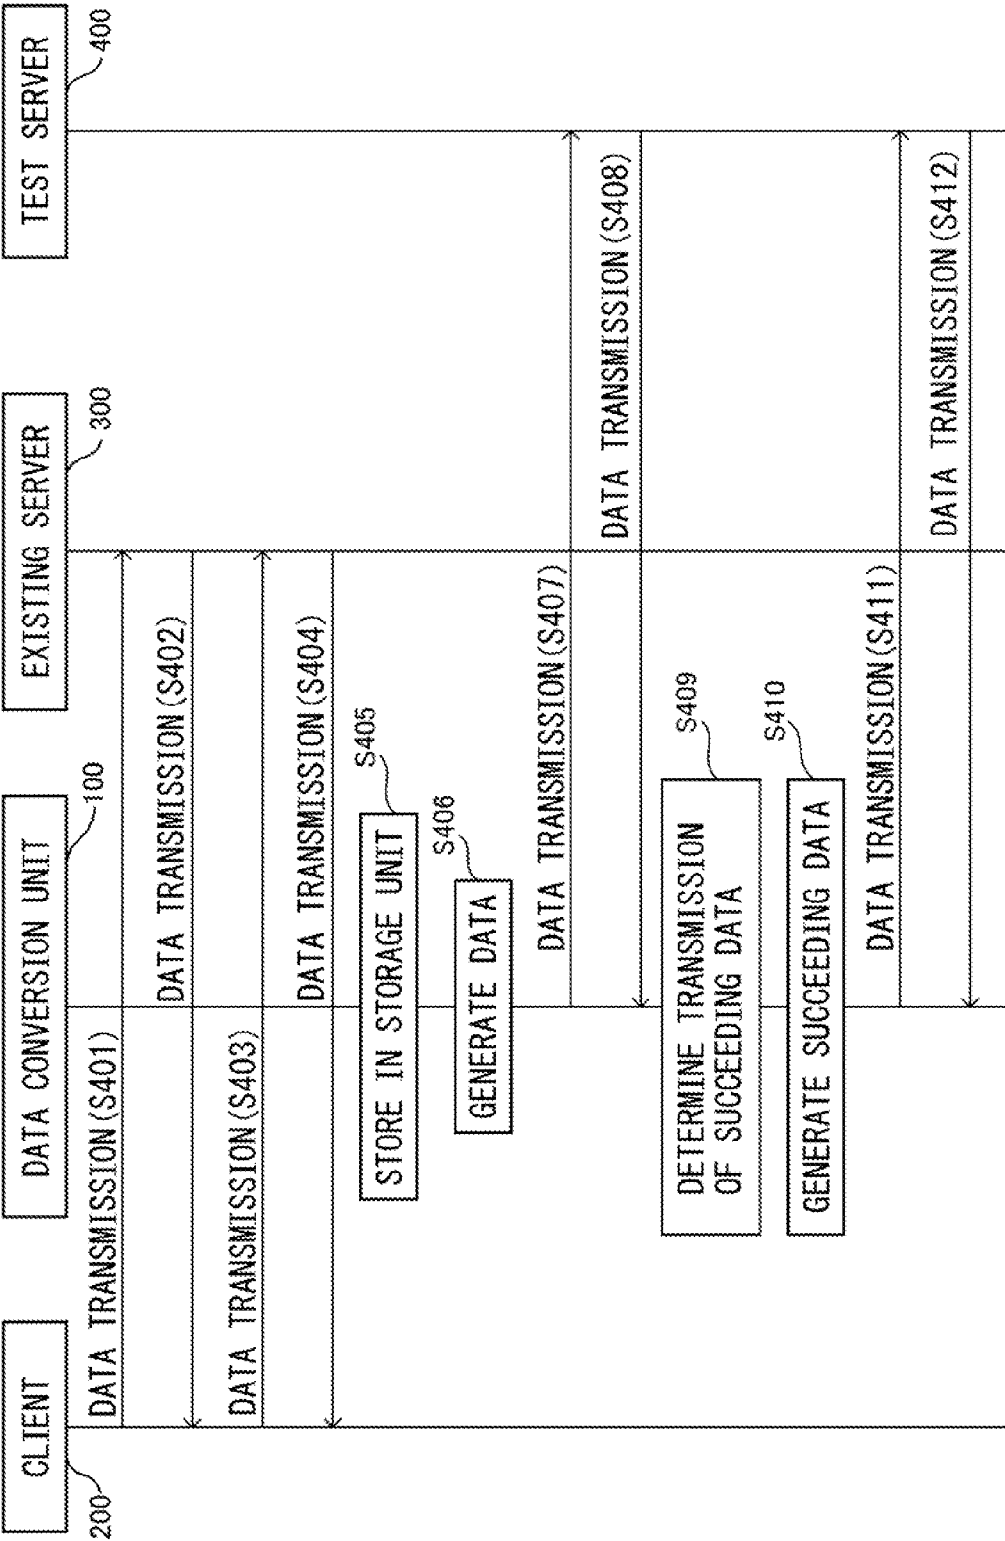 CLIENT
200
DATA CONVERSION UNIT
100
EXISTING SERVER
300
TEST SERVER
400
DATA TRANSMISSION(S401)
DATA TRANSMISSION(S402)
DATA TRANSMISSION(S403)
DATA TRANSMISSION(S404)
STORE IN STORAGE UNIT
S405
GENERATE DATA
S406
DATA TRANSMISSION(S407)
DATA TRANSMISSION(S408)
DETERMINE TRANSMISSION
OF SUCCEEDING DATA
S409
GENERATE SUCCEEDING DATA
S410
DATA TRANSMISSION(S411)
DATA TRANSMISSION(S412)